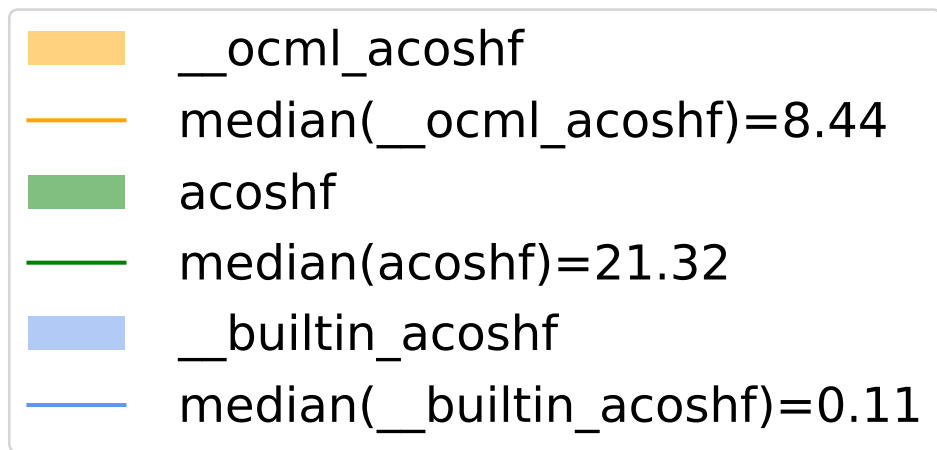 __ocml_acoshf
median(__ocml_acoshf)=8.44
acoshf
median(acoshf)=21.32
__builtin_acoshf
median(__builtin_acoshf)=0.11